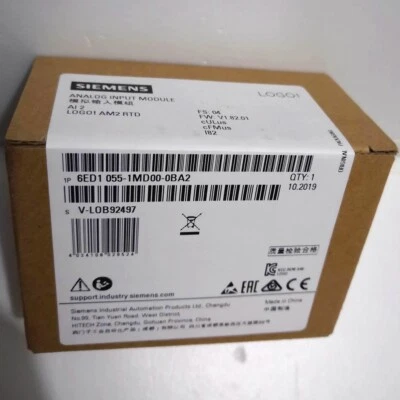 SIEMENS
LOGO!
ANALOG INPUT MODULE
模拟输入模块
AI 2
LOGO! AM2 RTD
FS: 04
FW: V1.82.01
cULus
cFMus
I82
1P 6ED1 055-1MD00-0BA2
QTY: 1
10.2019
S V-LOB92497
质量检验合格
support.industry.siemens.com
Siemens Industrial Automation Products Ltd., Chengdu
No.99, Tian Yuan Road, West District,
HITECH Zone, Chengdu, Sichuan Province, China
Made in China
中国制造